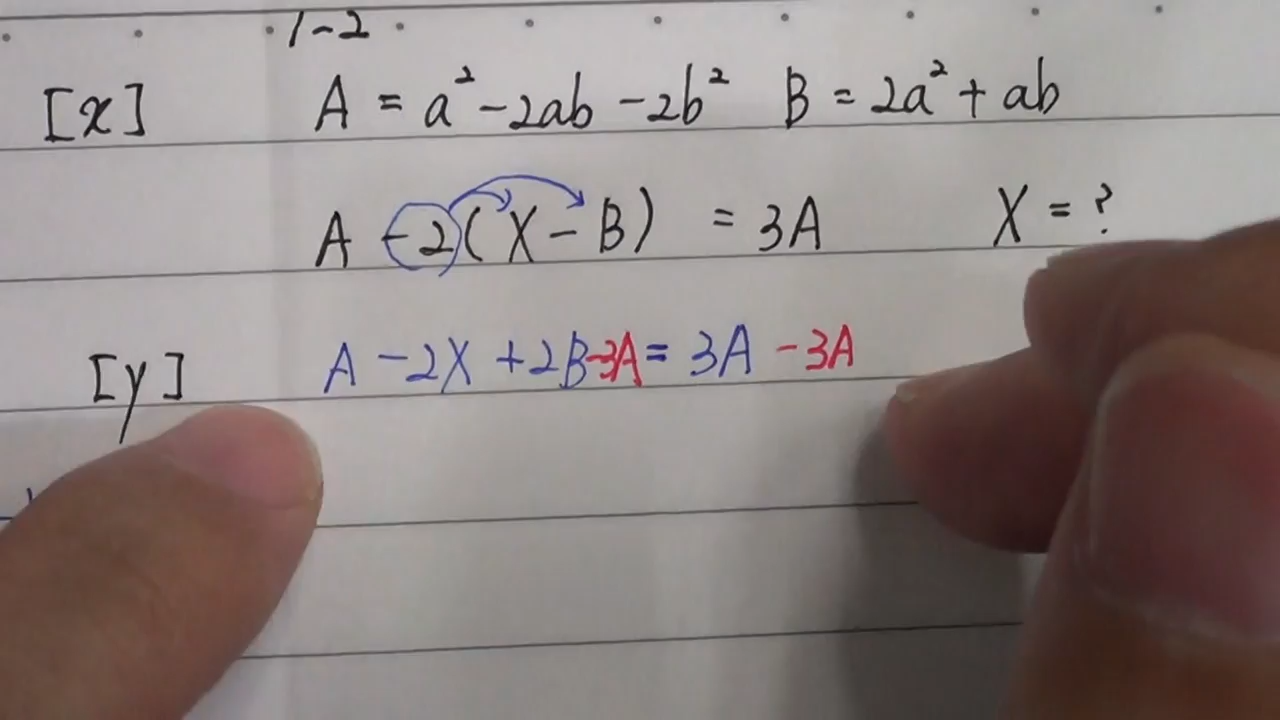 1-2
[x] A = a² - 2ab - 2b² B = 2a² + ab
A - 2(X - B) = 3A X = ?
[y] A - 2X + 2B - 3A = 3A - 3A